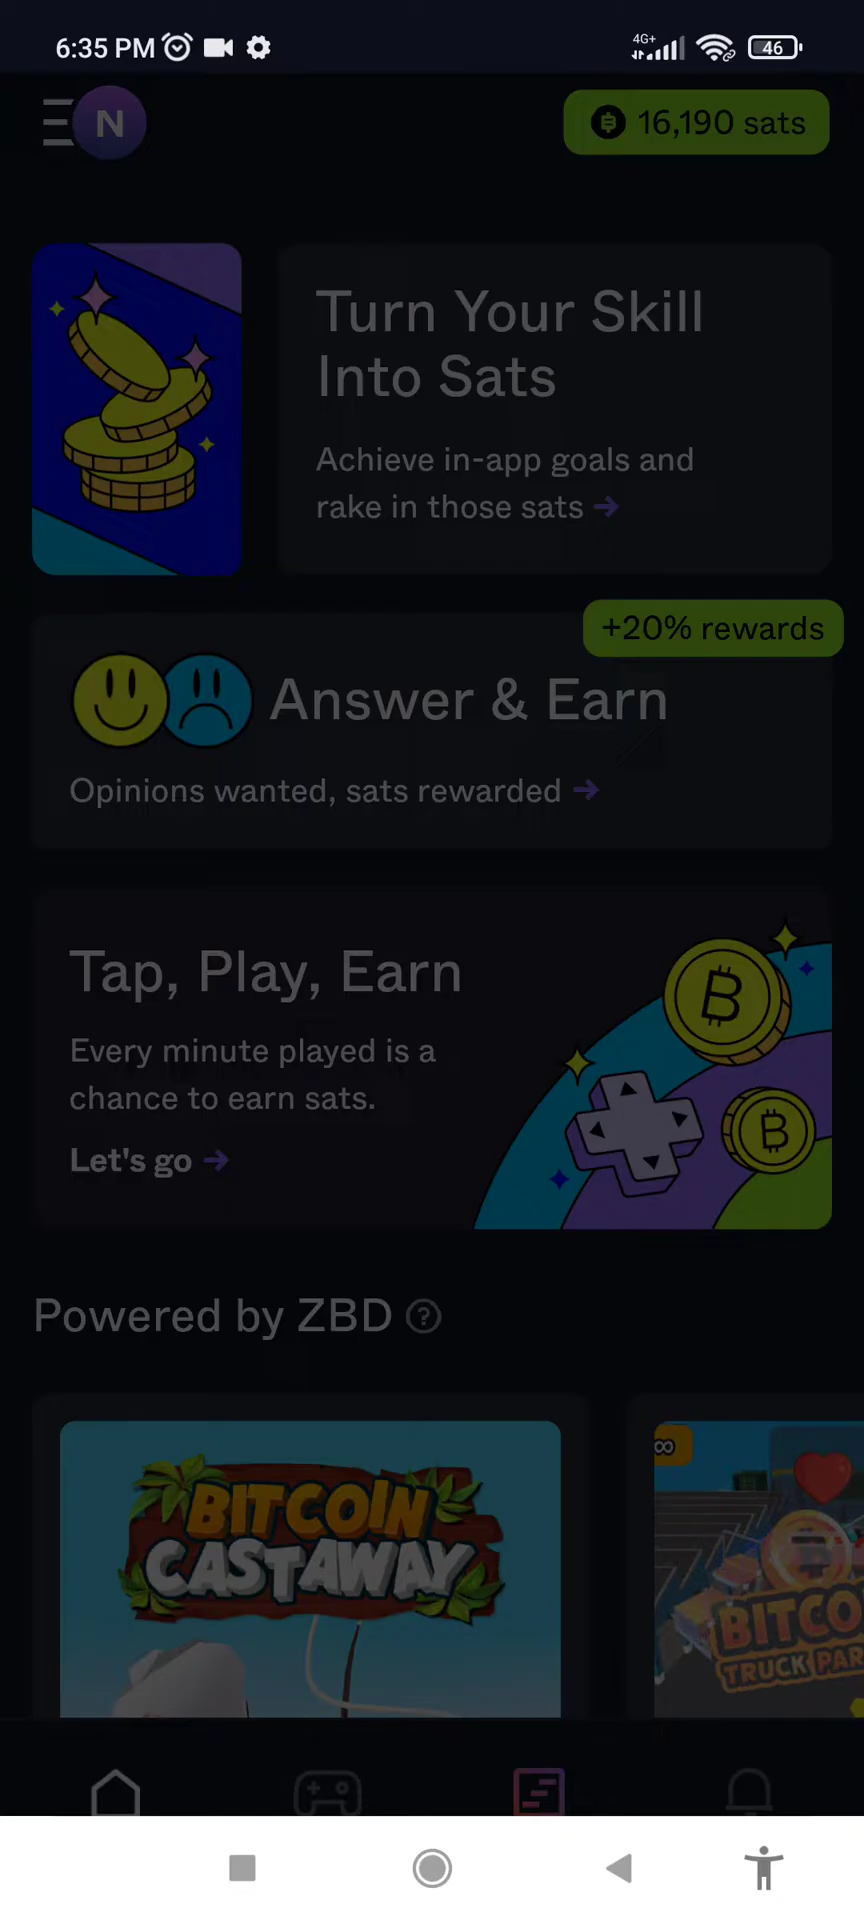 6:35 PM
4G+
46
N
16,190 sats
Turn Your Skill
Into Sats
Achieve in-app goals and
rake in those sats →
+20% rewards
Answer & Earn
Opinions wanted, sats rewarded →
Tap, Play, Earn
Every minute played is a
chance to earn sats.
Let's go →
Powered by ZBD ?
BITCOIN
CASTAWAY
BITCO
TRUCK PAR